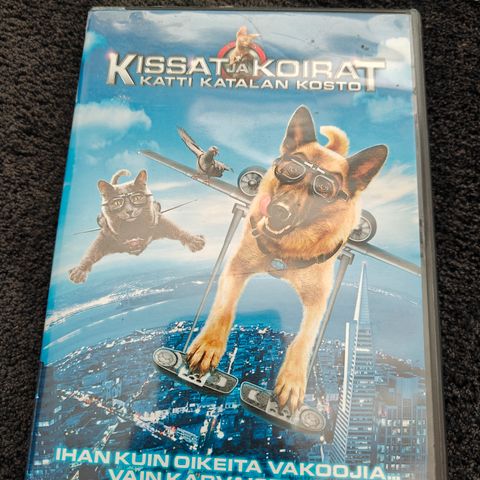 KISSAT JA KOIRAT
KATTI KATALAN KOSTO
IHAN KUIN OIKEITA VAKOOJIA...
VAIN